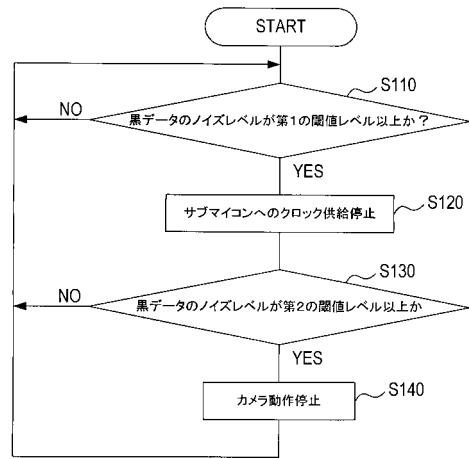 START
S110
NO
黒データのノイズレベルが第1の閾値レベル以上か？
YES
S120
サブマイコンへのクロック供給停止
S130
NO
黒データのノイズレベルが第2の閾値レベル以上か
YES
S140
カメラ動作停止